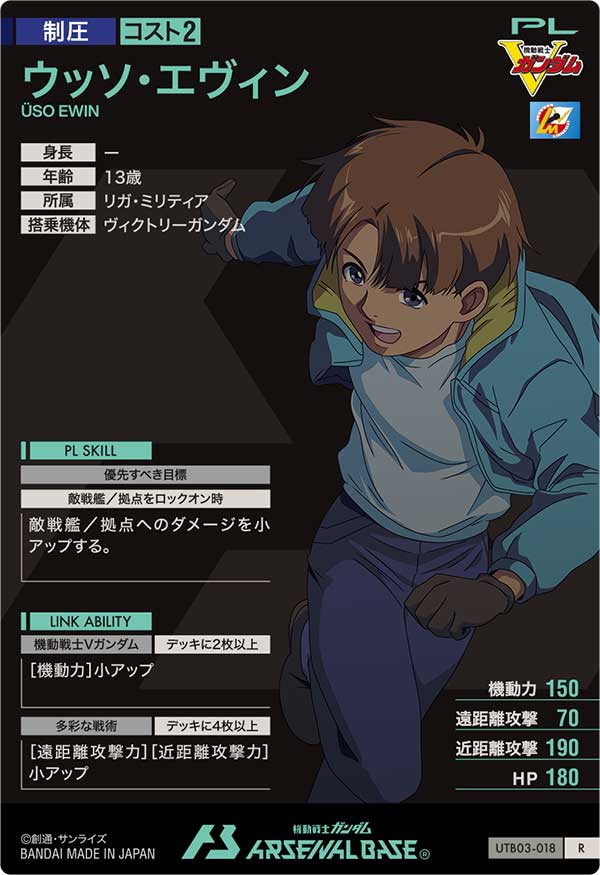 制圧 コスト2 PL
機動戦士
Vガンダム
ウッソ・エヴィン
ÜSO EWIN
LM
身長 ー
年齢 13歳
所属 リガ・ミリティア
搭乗機体 ヴィクトリーガンダム
PL SKILL
優先すべき目標
敵戦艦／拠点をロックオン時
敵戦艦／拠点へのダメージを小
アップする。
LINK ABILITY
機動戦士Vガンダム デッキに2枚以上
[機動力]小アップ
多彩な戦術 デッキに4枚以上
[遠距離攻撃力][近距離攻撃力]
小アップ
機動力 150
遠距離攻撃 70
近距離攻撃 190
HP 180
©創通・サンライズ
BANDAI MADE IN JAPAN
機動戦士ガンダム
AB ARSENAL BASE®
UTB03-018 R